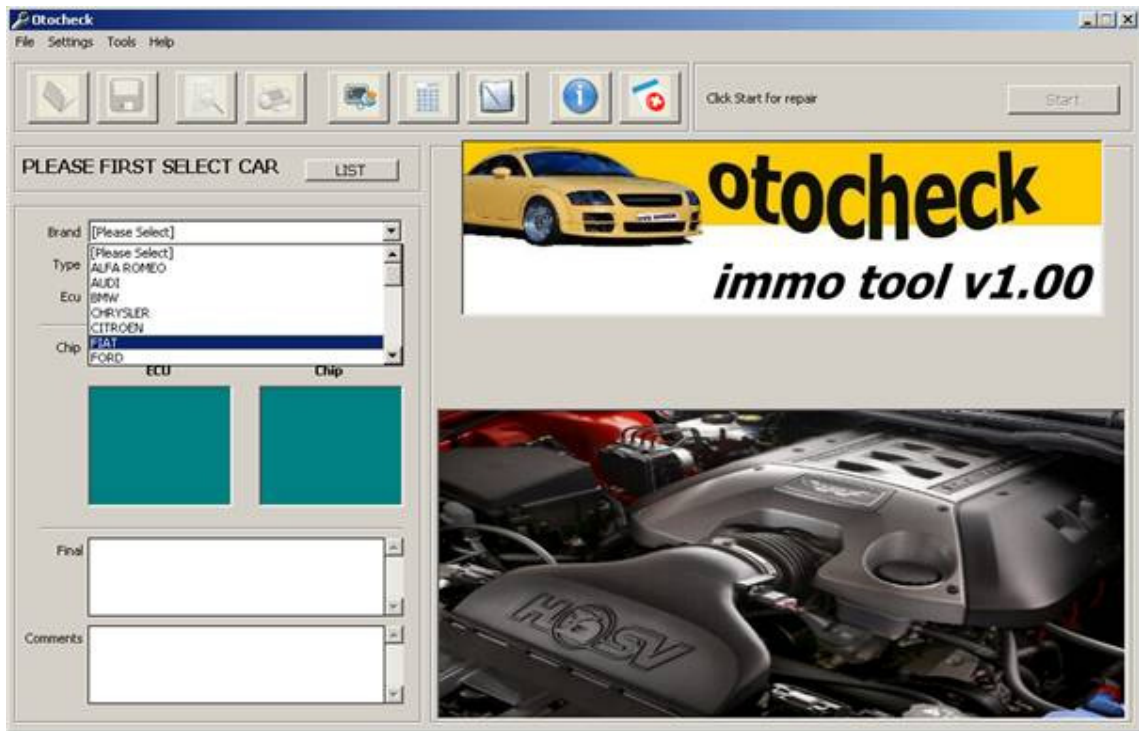 Otocheck
File Settings Tools Help
Click Start for repair
Start
PLEASE FIRST SELECT CAR
LIST
Brand
[Please Select]
[Please Select]
Type
ALFA ROMEO
AUDI
Ecu
BMW
CHRYSLER
CITROEN
Chip
FIAT
FORD
ECU
Chip
Final
Comments
otocheck
immo tool v1.00
HSV